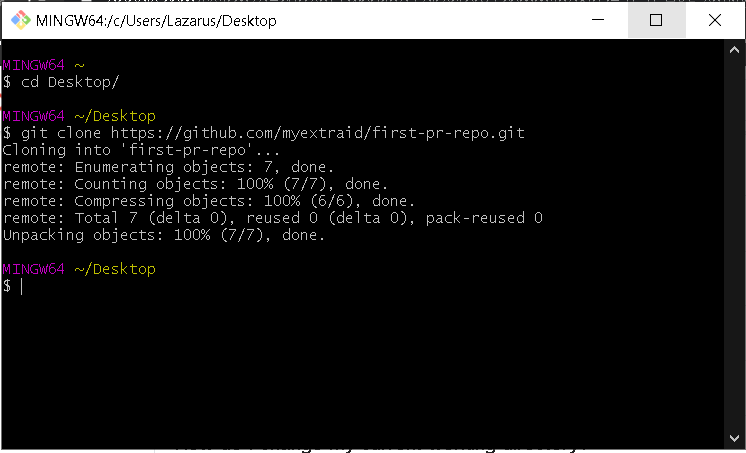 MINGW64:/c/Users/Lazarus/Desktop
MINGW64 ~
$ cd Desktop/
MINGW64 ~/Desktop
$ git clone https://github.com/myextraid/first-pr-repo.git
Cloning into 'first-pr-repo'...
remote: Enumerating objects: 7, done.
remote: Counting objects: 100% (7/7), done.
remote: Compressing objects: 100% (6/6), done.
remote: Total 7 (delta 0), reused 0 (delta 0), pack-reused 0
Unpacking objects: 100% (7/7), done.
MINGW64 ~/Desktop
$